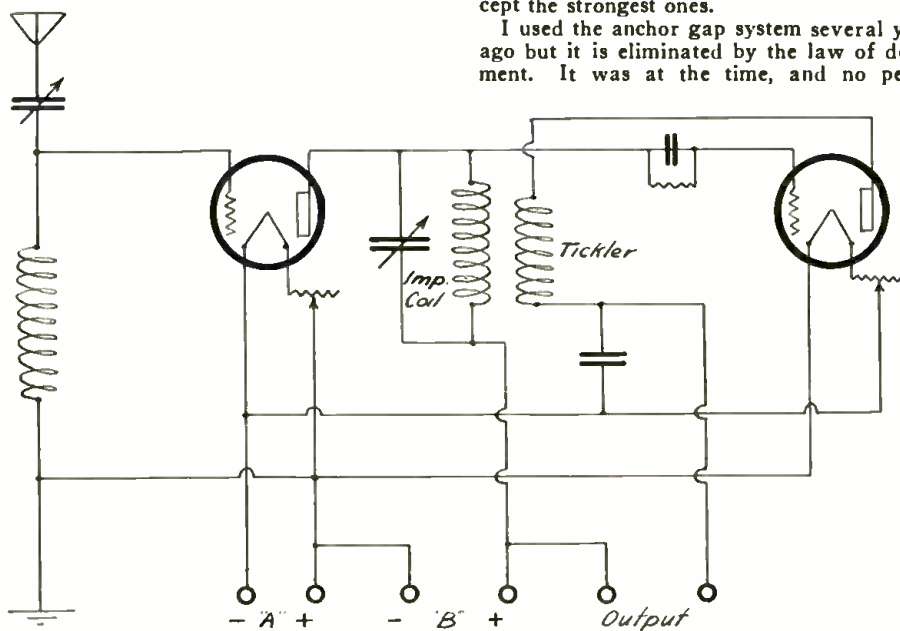 cept the strongest ones.
I used the anchor gap system several y
ago but it is eliminated by the law of de
ment. It was at the time, and no pe
Tickler
Imp.
Coil
- "A" + - "B" + Output